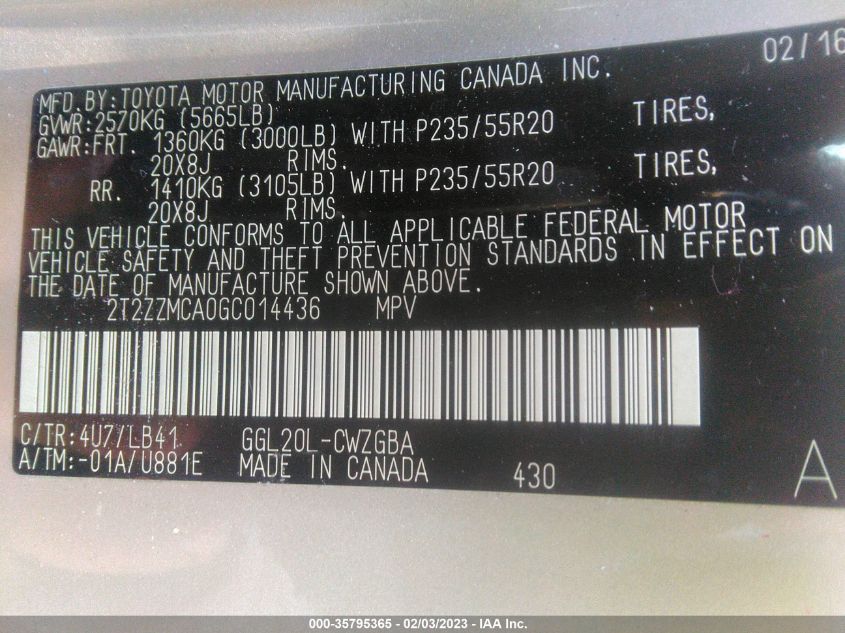 02/16
MFD.BY:TOYOTA MOTOR MANUFACTURING CANADA INC.
GVWR:2570KG (5665LB)
GAWR:FRT. 1360KG (3000LB) WITH P235/55R20 TIRES,
20X8J RIMS.
RR. 1410KG (3105LB) WITH P235/55R20 TIRES,
20X8J RIMS.
THIS VEHICLE CONFORMS TO ALL APPLICABLE FEDERAL MOTOR
VEHICLE SAFETY AND THEFT PREVENTION STANDARDS IN EFFECT ON
THE DATE OF MANUFACTURE SHOWN ABOVE.
2T2ZZMCA0GC014436 MPV
C/TR:4U7/LB41 GGL20L-CWZGBA
A/TM:-01A/U881E MADE IN CANADA 430 A
000-35795365 - 02/03/2023 - IAA Inc.